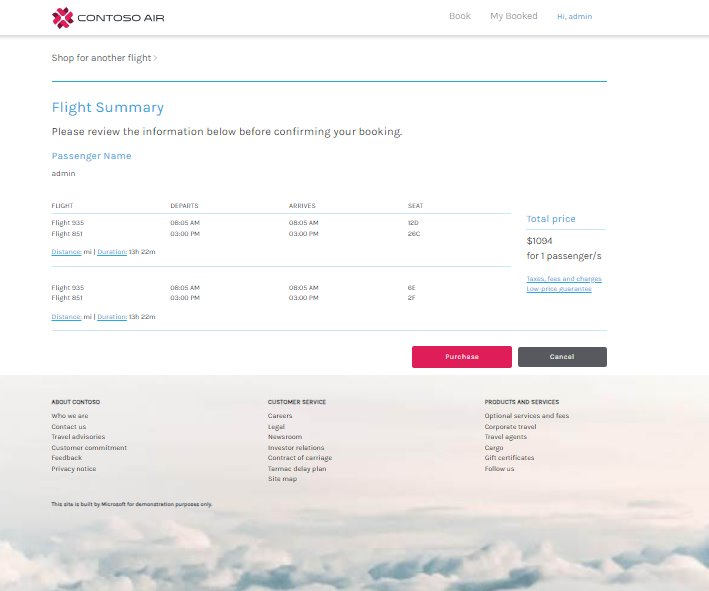 CONTOSO AIR
Book My Booked Hi, admin
Shop for another flight >
Flight Summary
Please review the information below before confirming your booking.
Passenger Name
admin
FLIGHT DEPARTS ARRIVES SEAT
Flight 935 08:05 AM 08:05 AM 12D
Flight 851 03:00 PM 03:00 PM 26C
Distance: mi | Duration: 13h 22m
Flight 935 08:05 AM 08:05 AM 6E
Flight 851 03:00 PM 03:00 PM 2F
Distance: mi | Duration: 13h 22m
Total price
$1094
for 1 passenger/s
Taxes, fees and charges
Low price guarantee
Purchase Cancel
ABOUT CONTOSO
Who we are
Contact us
Travel advisories
Customer commitment
Feedback
Privacy notice
CUSTOMER SERVICE
Careers
Legal
Newsroom
Investor relations
Contract of carriage
Tarmac delay plan
Site map
PRODUCTS AND SERVICES
Optional services and fees
Corporate travel
Travel agents
Cargo
Gift certificates
Follow us
This site is built by Microsoft for demonstration purposes only.